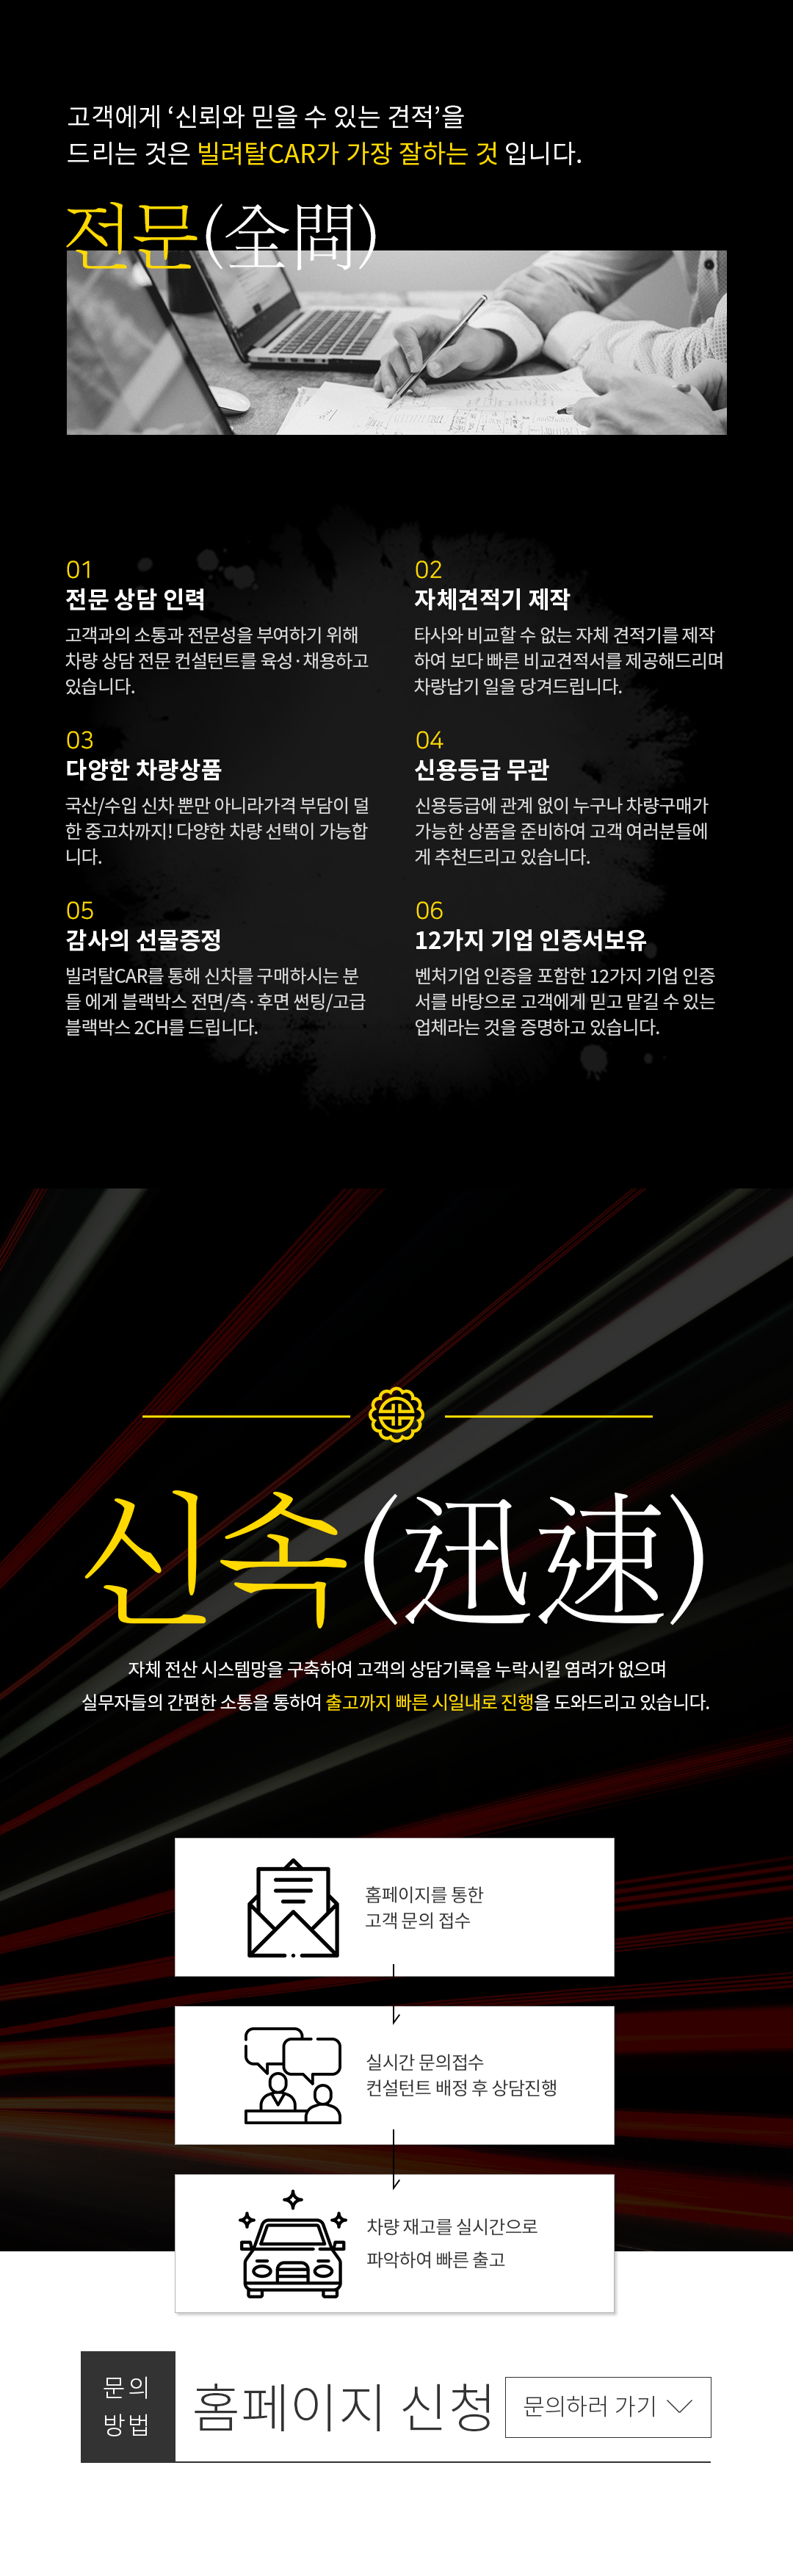 고객에게 ‘신뢰와 믿을 수 있는 견적’을
드리는 것은 빌려탈CAR가 가장 잘하는 것 입니다.
전문(全問)
01
전문 상담 인력
고객과의 소통과 전문성을 부여하기 위해
차량 상담 전문 컨설턴트를 육성·채용하고
있습니다.
02
자체견적기 제작
타사와 비교할 수 없는 자체 견적기를 제작
하여 보다 빠른 비교견적서를 제공해드리며
차량납기 일을 당겨드립니다.
03
다양한 차량상품
국산/수입 신차 뿐만 아니라가격 부담이 덜
한 중고차까지! 다양한 차량 선택이 가능합
니다.
04
신용등급 무관
신용등급에 관계 없이 누구나 차량구매가
가능한 상품을 준비하여 고객 여러분들에
게 추천드리고 있습니다.
05
감사의 선물증정
빌려탈CAR를 통해 신차를 구매하시는 분
들 에게 블랙박스 전면/측·후면 썬팅/고급
블랙박스 2CH를 드립니다.
06
12가지 기업 인증서보유
벤처기업 인증을 포함한 12가지 기업 인증
서를 바탕으로 고객에게 믿고 맡길 수 있는
업체라는 것을 증명하고 있습니다.
신속(迅速)
자체 전산 시스템망을 구축하여 고객의 상담기록을 누락시킬 염려가 없으며
실무자들의 간편한 소통을 통하여 출고까지 빠른 시일내로 진행을 도와드리고 있습니다.
홈페이지를 통한
고객 문의 접수
실시간 문의접수
컨설턴트 배정 후 상담진행
차량 재고를 실시간으로
파악하여 빠른 출고
문의
방법
홈페이지 신청
문의하러 가기